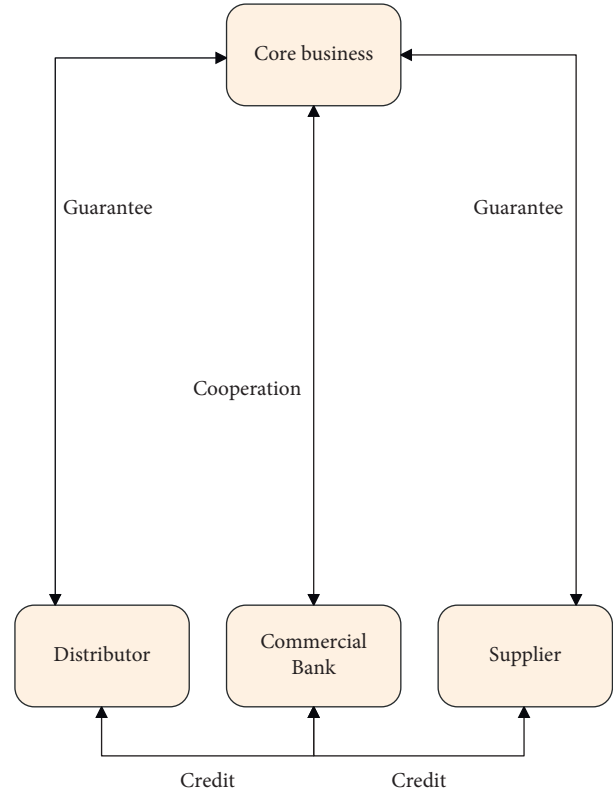 Core business
Guarantee
Guarantee
Cooperation
Distributor
Commercial
Bank
Supplier
Credit
Credit